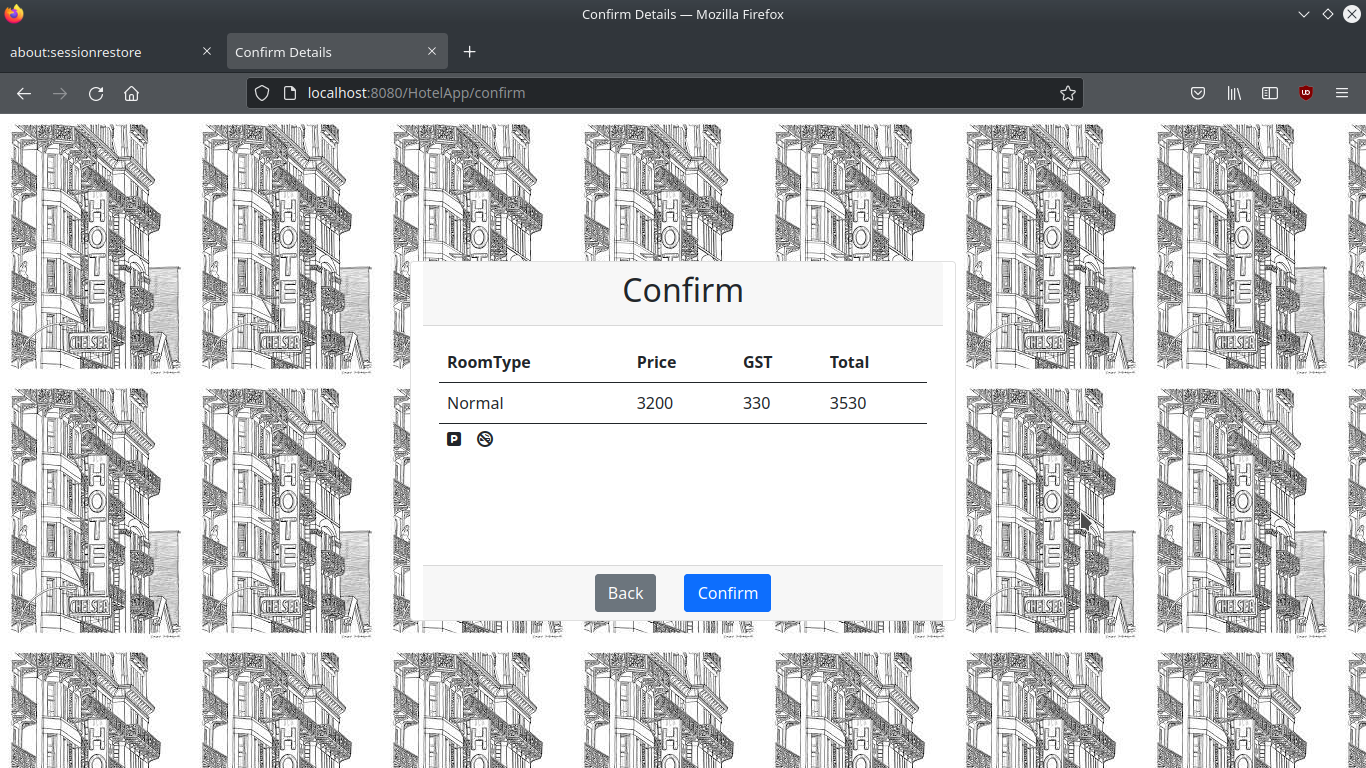 Confirm Details — Mozilla Firefox
about:sessionrestore
Confirm Details
localhost:8080/HotelApp/confirm
HOTEL
CHELSEA
Confirm
RoomType Price GST Total
Normal 3200 330 3530
P
Back Confirm